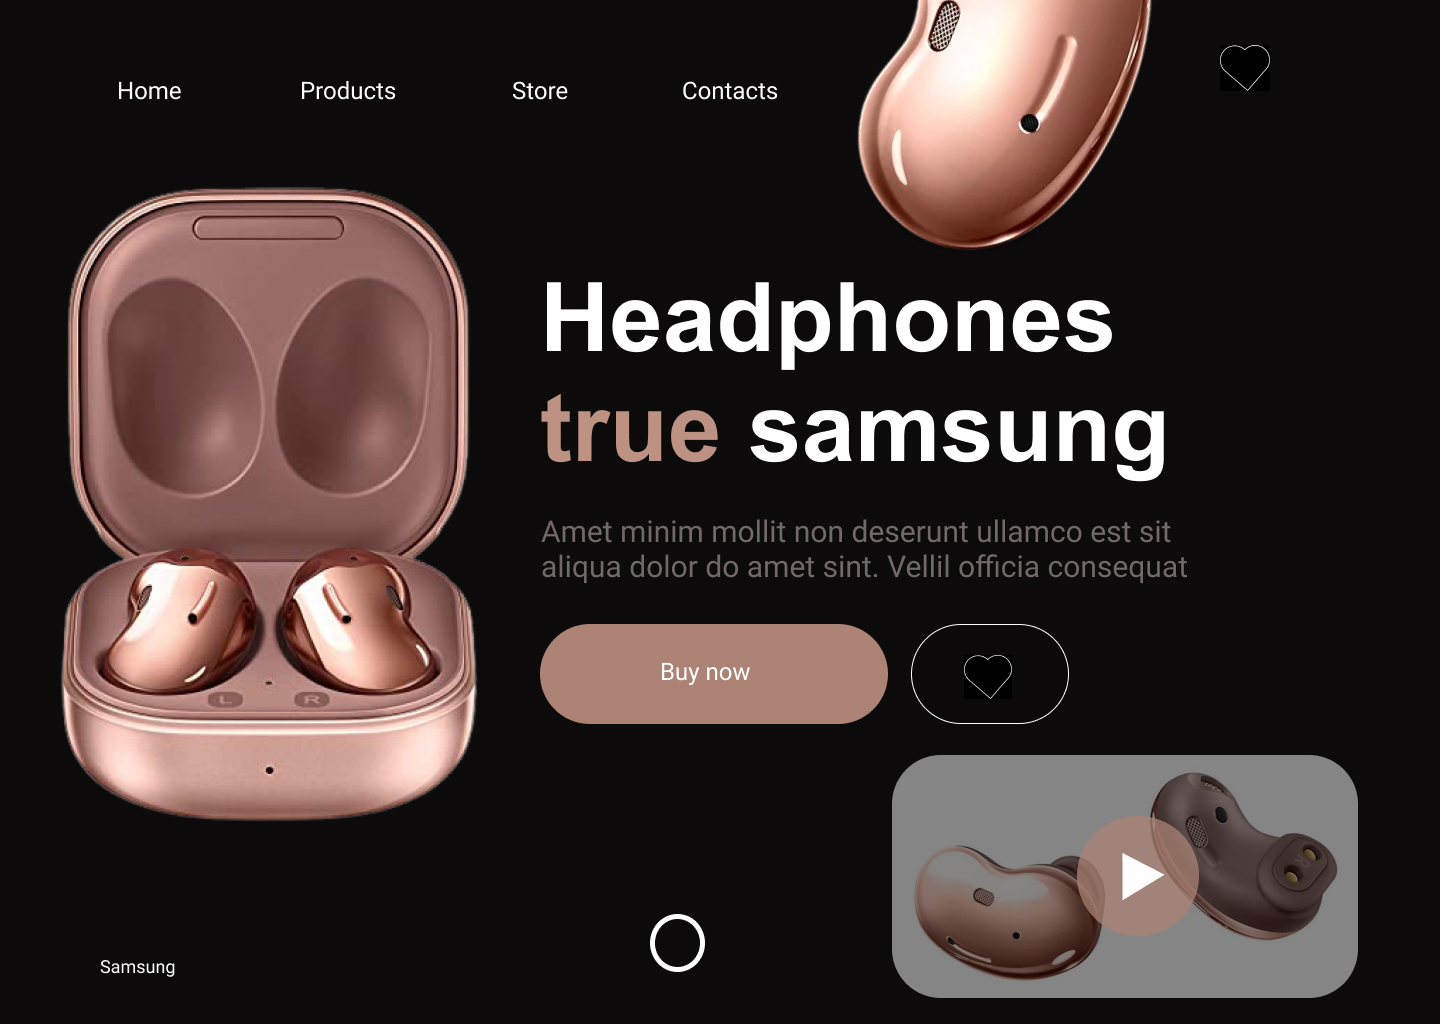 Home
Products
Store
Contacts
Headphones
true samsung
Amet minim mollit non deserunt ullamco est sit
aliqua dolor do amet sint. Vellil officia consequat
Buy now
L
R
R
Samsung